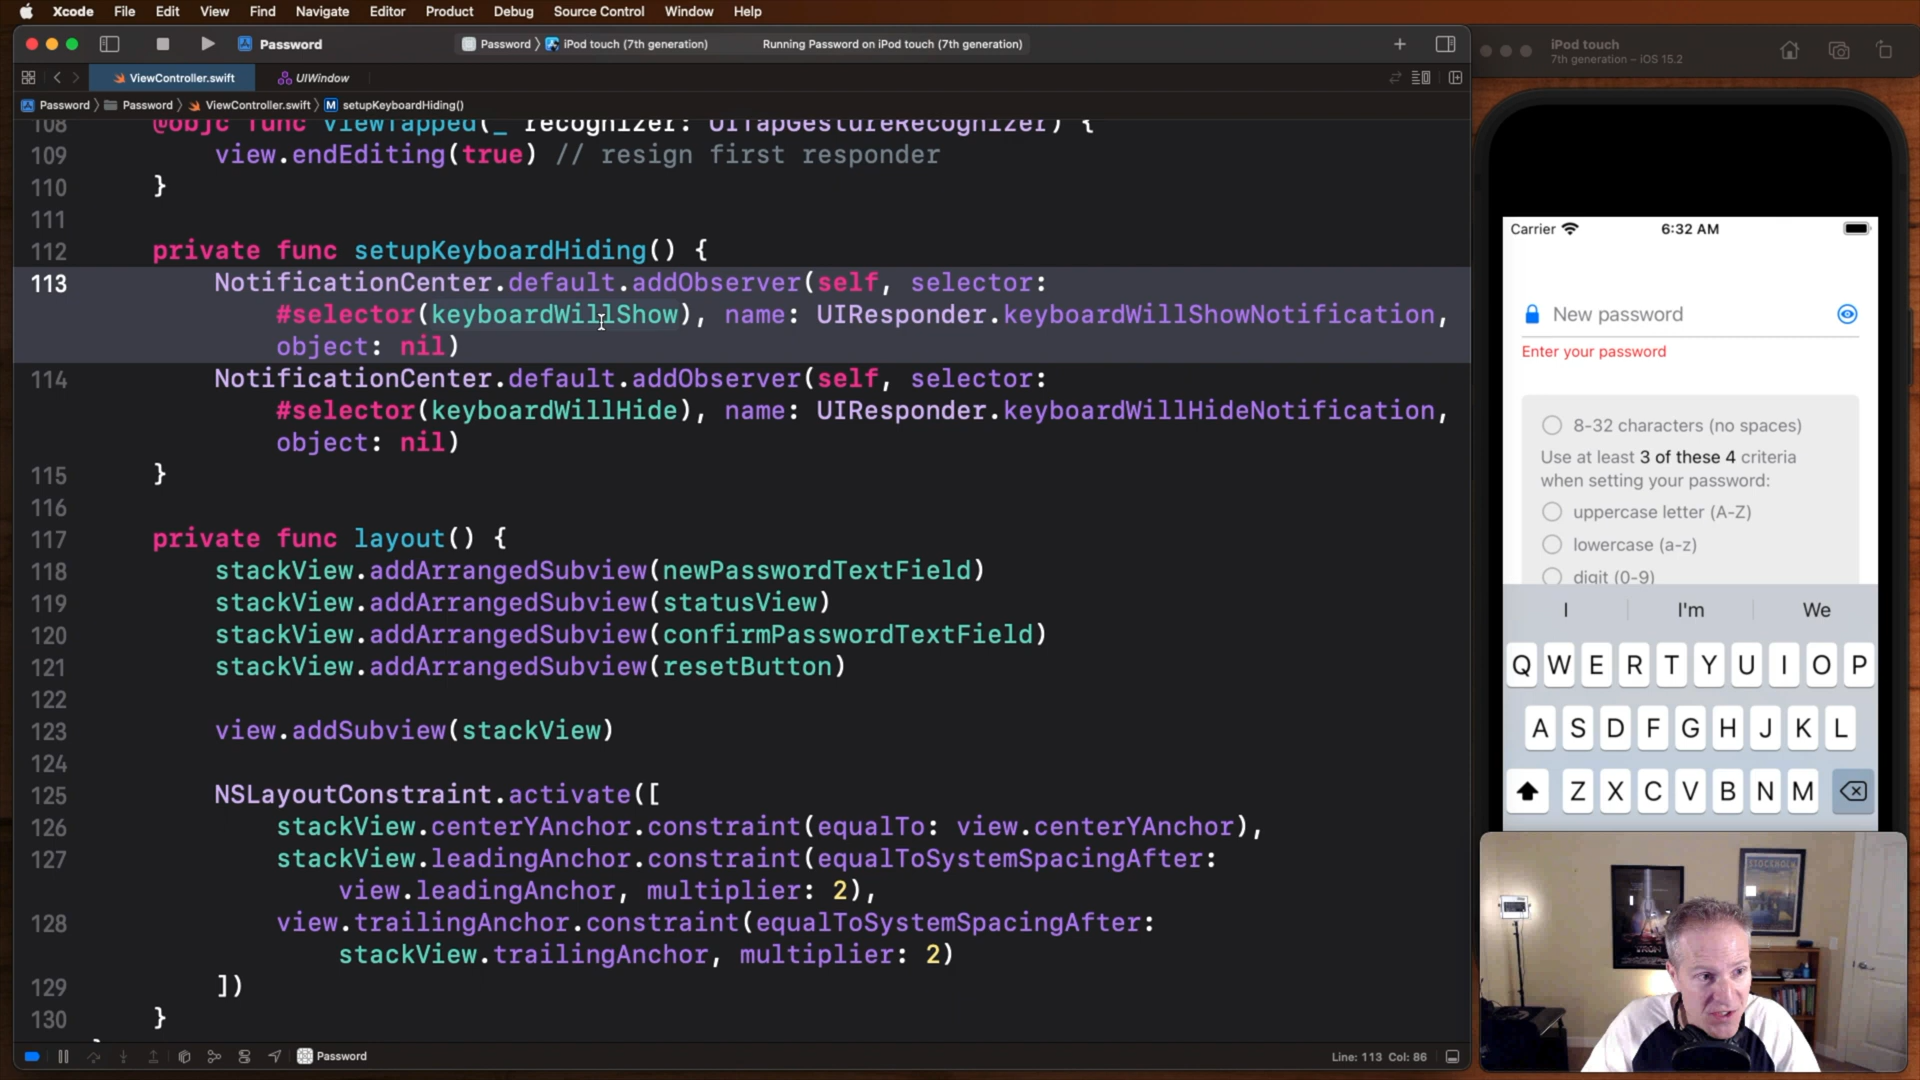 Xcode File Edit View Find Navigate Editor Product Debug Source Control Window Help
Password
Password iPod touch (7th generation)
Running Password on iPod touch (7th generation)
ViewController.swift
UIWindow
Password Password ViewController.swift M setupKeyboardHiding()
108 @objc func viewTapped(_ recognizer: UITapGestureRecognizer) {
109 view.endEditing(true) // resign first responder
110 }
111
112 private func setupKeyboardHiding() {
113 NotificationCenter.default.addObserver(self, selector:
#selector(keyboardWillShow), name: UIResponder.keyboardWillShowNotification,
object: nil)
114 NotificationCenter.default.addObserver(self, selector:
#selector(keyboardWillHide), name: UIResponder.keyboardWillHideNotification,
object: nil)
115 }
116
117 private func layout() {
118 stackView.addArrangedSubview(newPasswordTextField)
119 stackView.addArrangedSubview(statusView)
120 stackView.addArrangedSubview(confirmPasswordTextField)
121 stackView.addArrangedSubview(resetButton)
122
123 view.addSubview(stackView)
124
125 NSLayoutConstraint.activate([
126 stackView.centerYAnchor.constraint(equalTo: view.centerYAnchor),
127 stackView.leadingAnchor.constraint(equalToSystemSpacingAfter:
view.leadingAnchor, multiplier: 2),
128 view.trailingAnchor.constraint(equalToSystemSpacingAfter:
stackView.trailingAnchor, multiplier: 2)
129 ])
130 }
Password
Line: 113 Col: 86
iPod touch
7th generation – iOS 15.2
Carrier 6:32 AM
New password
Enter your password
8-32 characters (no spaces)
Use at least 3 of these 4 criteria
when setting your password:
uppercase letter (A-Z)
lowercase (a-z)
digit (0-9)
I I'm We
Q W E R T Y U I O P
A S D F G H J K L
Z X C V B N M
STOCKHOLM
TRON